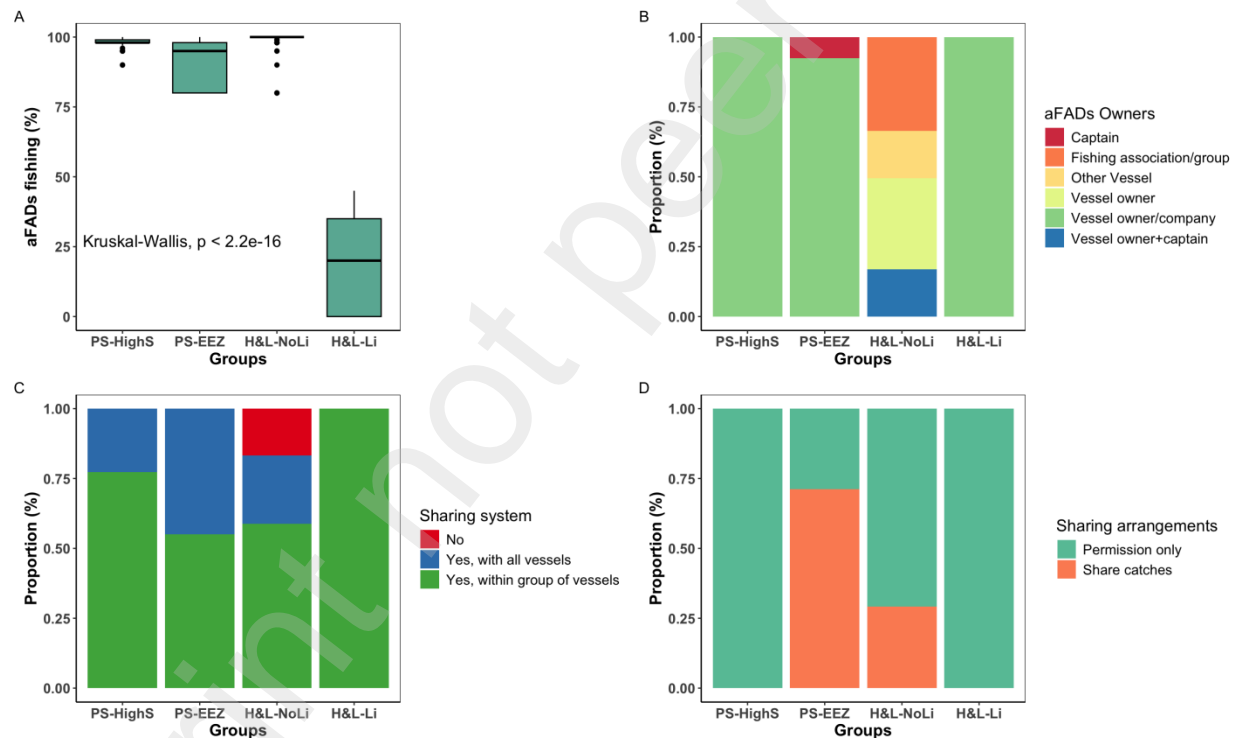 A
aFADs fishing (%)
100
75
50
25
0
Kruskal-Wallis, p < 2.2e-16
PS-HighS PS-EEZ H&L-NoLi H&L-Li
Groups
B
Proportion (%)
1.00
0.75
0.50
0.25
0.00
PS-HighS PS-EEZ H&L-NoLi H&L-Li
Groups
aFADs Owners
Captain
Fishing association/group
Other Vessel
Vessel owner
Vessel owner/company
Vessel owner+captain
C
Proportion (%)
1.00
0.75
0.50
0.25
0.00
PS-HighS PS-EEZ H&L-NoLi H&L-Li
Groups
Sharing system
No
Yes, with all vessels
Yes, within group of vessels
D
Proportion (%)
1.00
0.75
0.50
0.25
0.00
PS-HighS PS-EEZ H&L-NoLi H&L-Li
Groups
Sharing arrangements
Permission only
Share catches
rint not peer